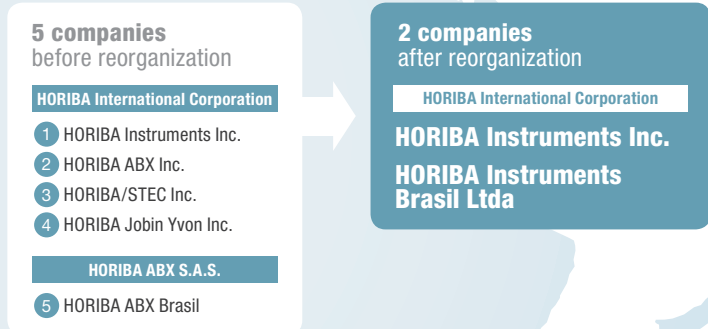 5 companies
before reorganization
HORIBA International Corporation
1 HORIBA Instruments Inc.
2 HORIBA ABX Inc.
3 HORIBA/STEC Inc.
4 HORIBA Jobin Yvon Inc.
HORIBA ABX S.A.S.
5 HORIBA ABX Brasil
2 companies
after reorganization
HORIBA International Corporation
HORIBA Instruments Inc.
HORIBA Instruments
Brasil Ltda